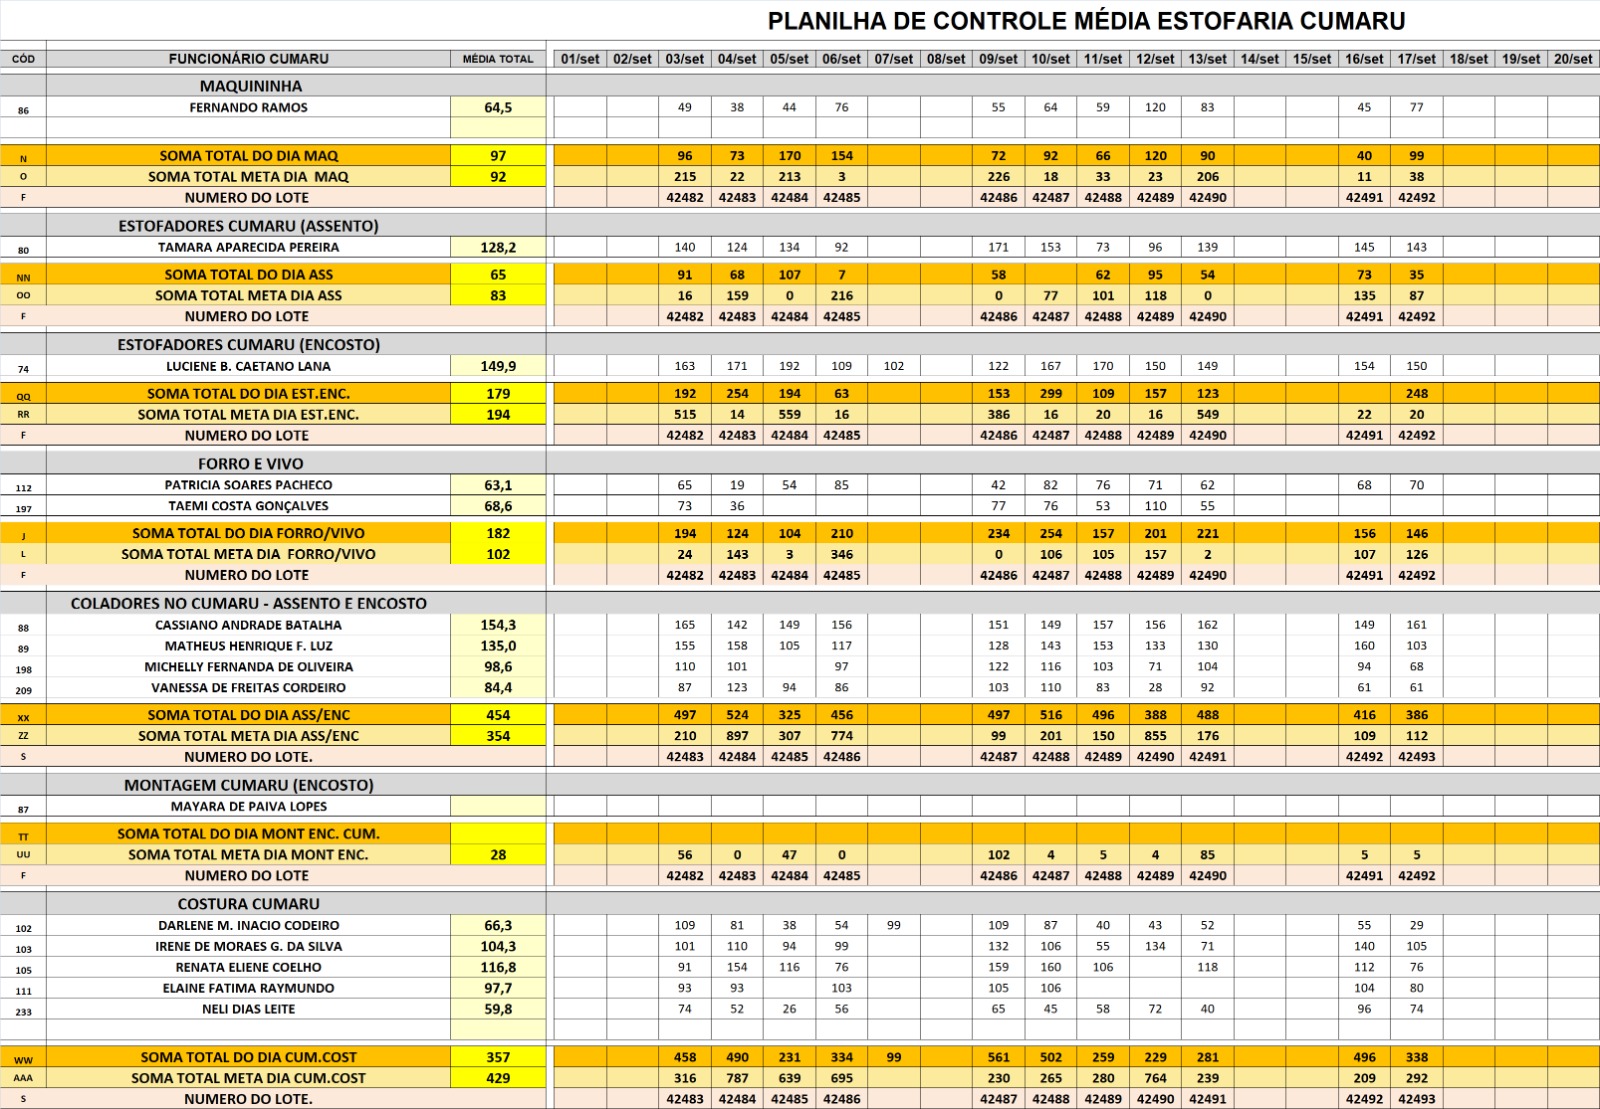 PLANILHA DE CONTROLE MÉDIA ESTOFARIA CUMARU
CÓD FUNCIONÁRIO CUMARU MÉDIA TOTAL 01/set 02/set 03/set 04/set 05/set 06/set 07/set 08/set 09/set 10/set 11/set 12/set 13/set 14/set 15/set 16/set 17/set 18/set 19/set 20/set
MAQUININHA
86 FERNANDO RAMOS 64,5 49 38 44 76 55 64 59 120 83 45 77
N SOMA TOTAL DO DIA MAQ 97 96 73 170 154 72 92 66 120 90 40 99
O SOMA TOTAL META DIA MAQ 92 215 22 213 3 226 18 33 23 206 11 38
F NUMERO DO LOTE 42482 42483 42484 42485 42486 42487 42488 42489 42490 42491 42492
ESTOFADORES CUMARU (ASSENTO)
80 TAMARA APARECIDA PEREIRA 128,2 140 124 134 92 171 153 73 96 139 145 143
NN SOMA TOTAL DO DIA ASS 65 91 68 107 7 58 62 95 54 73 35
OO SOMA TOTAL META DIA ASS 83 16 159 0 216 0 77 101 118 0 135 87
F NUMERO DO LOTE 42482 42483 42484 42485 42486 42487 42488 42489 42490 42491 42492
ESTOFADORES CUMARU (ENCOSTO)
74 LUCIENE B. CAETANO LANA 149,9 163 171 192 109 102 122 167 170 150 149 154 150
QQ SOMA TOTAL DO DIA EST.ENC. 179 192 254 194 63 153 299 109 157 123 248
RR SOMA TOTAL META DIA EST.ENC. 194 515 14 559 16 386 16 20 16 549 22 20
F NUMERO DO LOTE 42482 42483 42484 42485 42486 42487 42488 42489 42490 42491 42492
FORRO E VIVO
112 PATRICIA SOARES PACHECO 63,1 65 19 54 85 42 82 76 71 62 68 70
197 TAEMI COSTA GONÇALVES 68,6 73 36 77 76 53 110 55
J SOMA TOTAL DO DIA FORRO/VIVO 182 194 124 104 210 234 254 157 201 221 156 146
L SOMA TOTAL META DIA FORRO/VIVO 102 24 143 3 346 0 106 105 157 2 107 126
F NUMERO DO LOTE 42482 42483 42484 42485 42486 42487 42488 42489 42490 42491 42492
COLADORES NO CUMARU - ASSENTO E ENCOSTO
88 CASSIANO ANDRADE BATALHA 154,3 165 142 149 156 151 149 157 156 162 149 161
89 MATHEUS HENRIQUE F. LUZ 135,0 155 158 105 117 128 143 153 133 130 160 103
198 MICHELLY FERNANDA DE OLIVEIRA 98,6 110 101 97 122 116 103 71 104 94 68
209 VANESSA DE FREITAS CORDEIRO 84,4 87 123 94 86 103 110 83 28 92 61 61
XX SOMA TOTAL DO DIA ASS/ENC 454 497 524 325 456 497 516 496 388 488 416 386
ZZ SOMA TOTAL META DIA ASS/ENC 354 210 897 307 774 99 201 150 855 176 109 112
S NUMERO DO LOTE. 42483 42484 42485 42486 42487 42488 42489 42490 42491 42492 42493
MONTAGEM CUMARU (ENCOSTO)
87 MAYARA DE PAIVA LOPES
TT SOMA TOTAL DO DIA MONT ENC. CUM.
UU SOMA TOTAL META DIA MONT ENC. 28 56 0 47 0 102 4 5 4 85 5 5
F NUMERO DO LOTE 42482 42483 42484 42485 42486 42487 42488 42489 42490 42491 42492
COSTURA CUMARU
102 DARLENE M. INACIO CODEIRO 66,3 109 81 38 54 99 109 87 40 43 52 55 29
103 IRENE DE MORAES G. DA SILVA 104,3 101 110 94 99 132 106 55 134 71 140 105
105 RENATA ELIENE COELHO 116,8 91 154 116 76 159 160 106 118 112 76
111 ELAINE FATIMA RAYMUNDO 97,7 93 93 103 105 106 104 80
233 NELI DIAS LEITE 59,8 74 52 26 56 65 45 58 72 40 96 74
WW SOMA TOTAL DO DIA CUM.COST 357 458 490 231 334 99 561 502 259 229 281 496 338
AAA SOMA TOTAL META DIA CUM.COST 429 316 787 639 695 230 265 280 764 239 209 292
S NUMERO DO LOTE. 42483 42484 42485 42486 42487 42488 42489 42490 42491 42492 42493